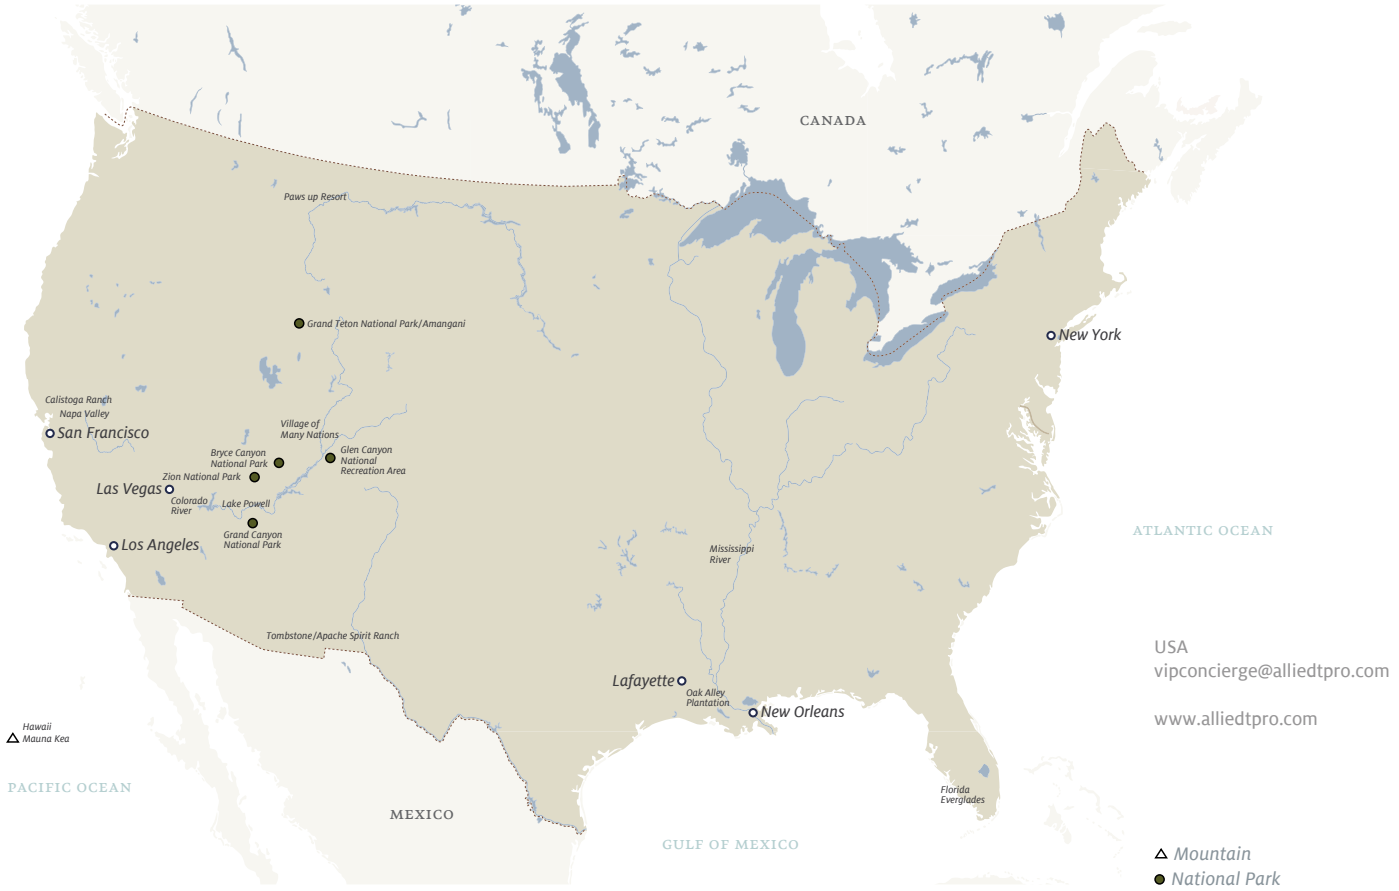 CANADA
Paws up Resort
Grand Teton National Park/Amangani
New York
Calistoga Ranch
Napa Valley
San Francisco
Village of
Many Nations
Bryce Canyon
National Park
Glen Canyon
National
Recreation Area
Zion National Park
Las Vegas
Colorado
River
Lake Powell
Grand Canyon
National Park
Los Angeles
ATLANTIC OCEAN
Mississippi
River
Tombstone/Apache Spirit Ranch
USA
vipconcierge@alliedtpro.com
www.alliedtpro.com
Lafayette
Oak Alley
Plantation
New Orleans
Hawaii
Mauna Kea
PACIFIC OCEAN
Florida
Everglades
MEXICO
GULF OF MEXICO
Mountain
National Park